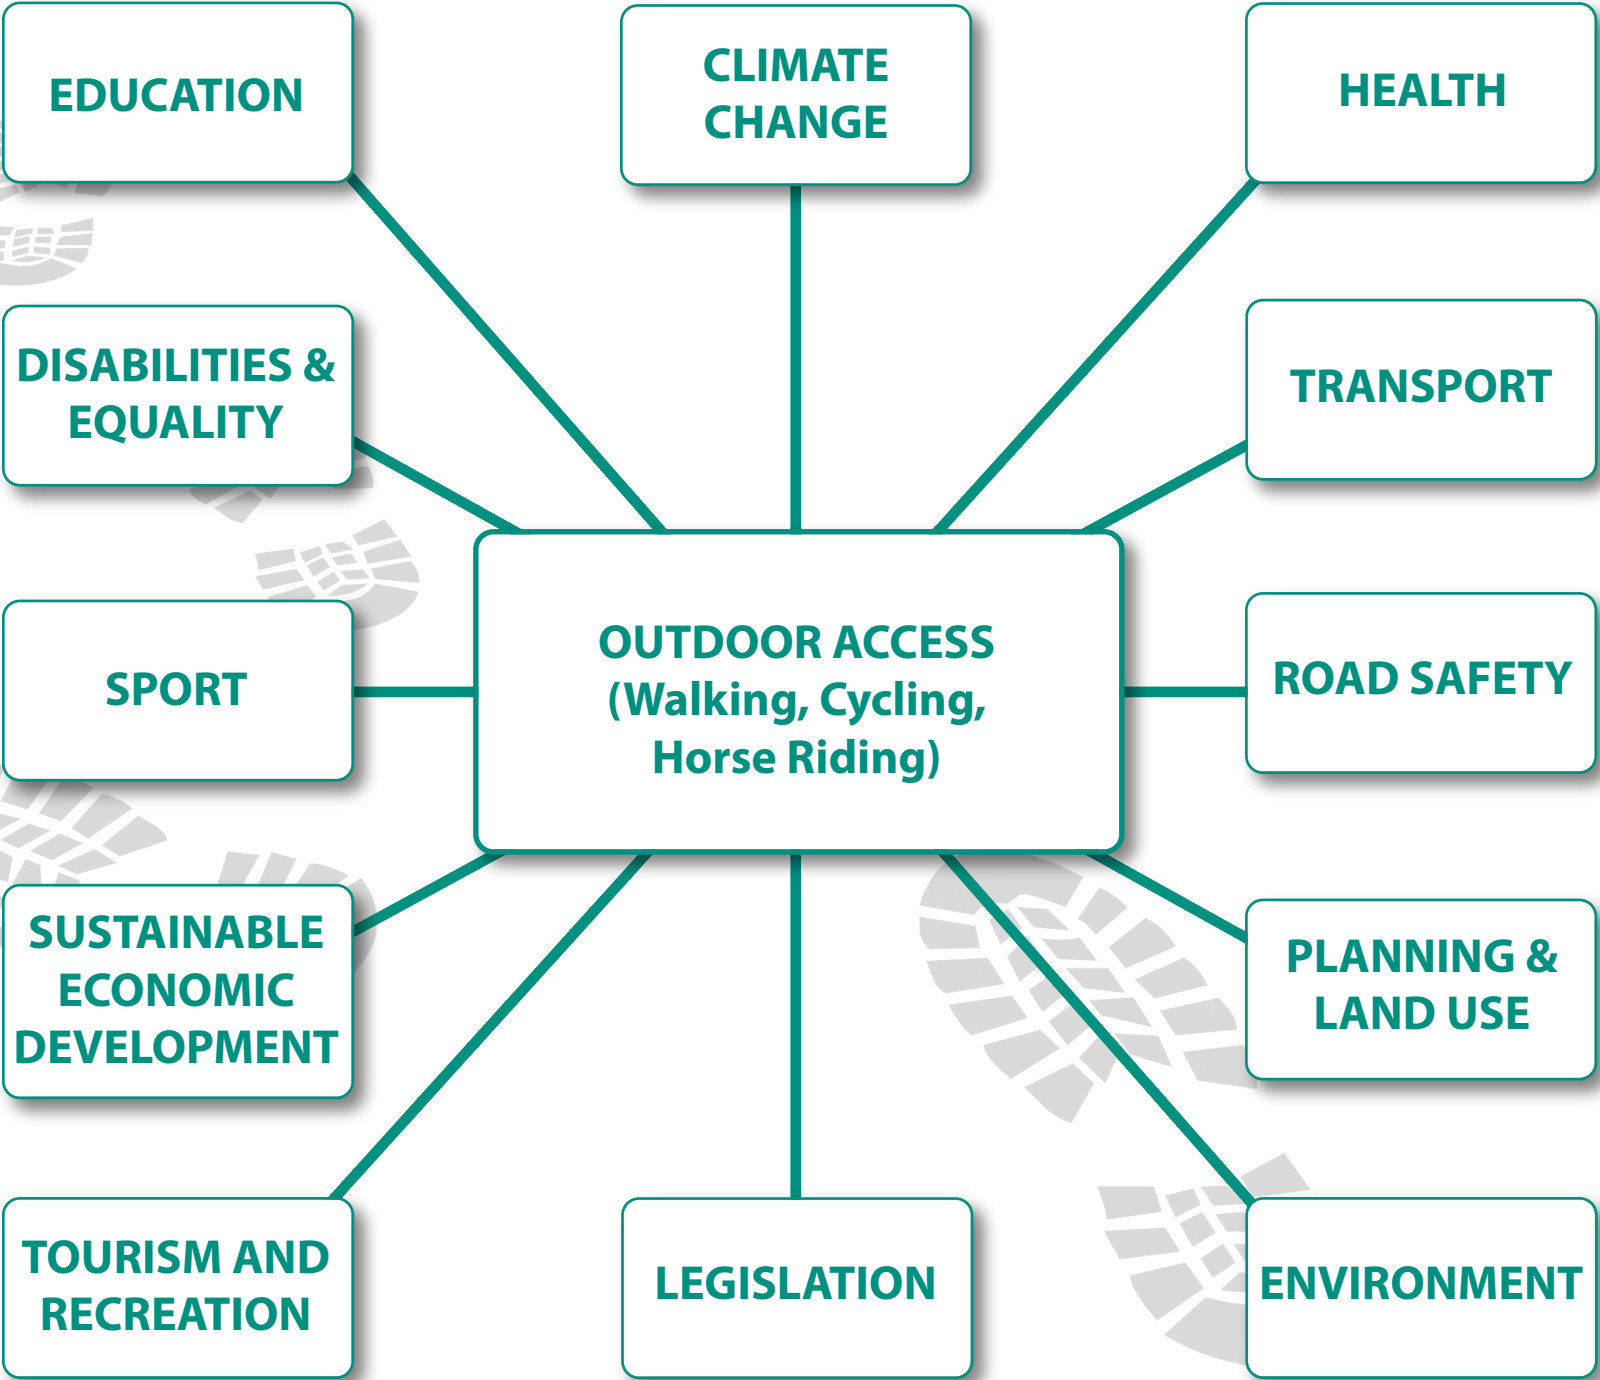 EDUCATION
CLIMATE
CHANGE
HEALTH
DISABILITIES &
EQUALITY
TRANSPORT
SPORT
OUTDOOR ACCESS
(Walking, Cycling,
Horse Riding)
ROAD SAFETY
SUSTAINABLE
ECONOMIC
DEVELOPMENT
PLANNING &
LAND USE
TOURISM AND
RECREATION
LEGISLATION
ENVIRONMENT